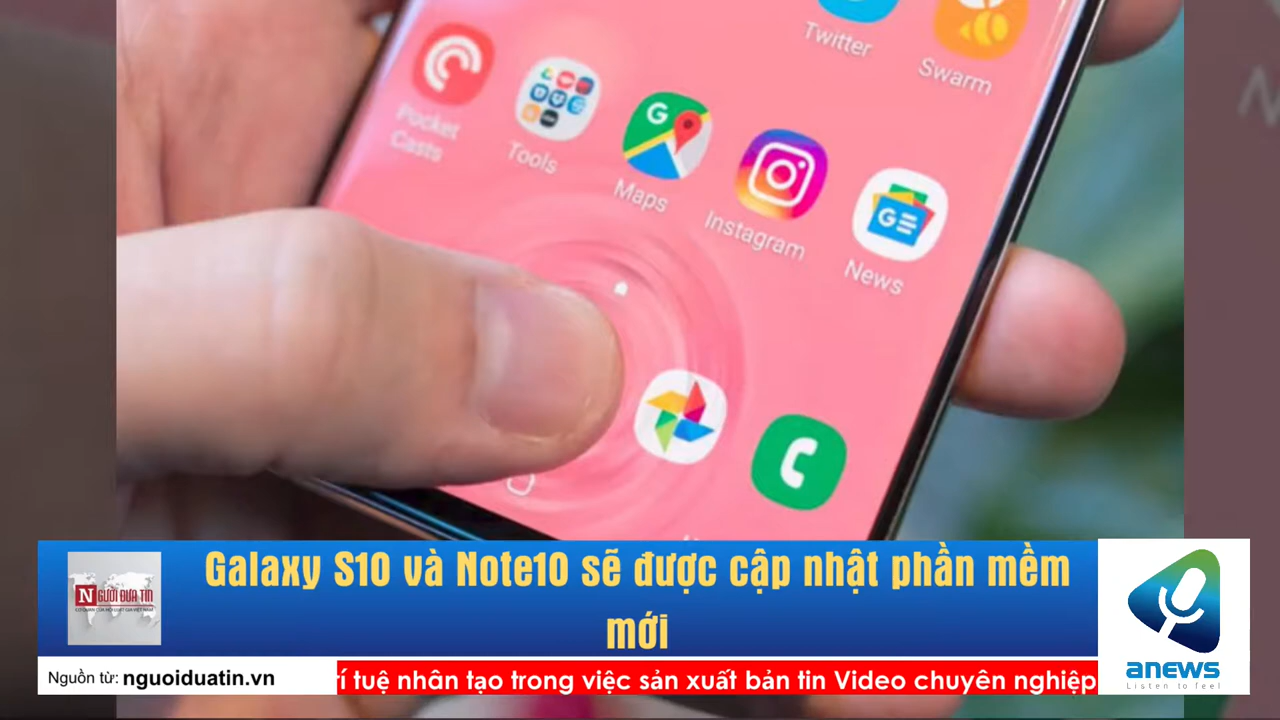 Twitter
Swarm
Pocket
Casts
Tools
Maps
Instagram
News
Galaxy S10 và Note10 sẽ được cập nhật phần mềm
mới
NGƯỜI ĐƯA TIN
Nguồn từ: nguoiduatin.vn
rí tuệ nhân tạo trong việc sản xuất bản tin Video chuyên nghiệp
anews
Listen to feel